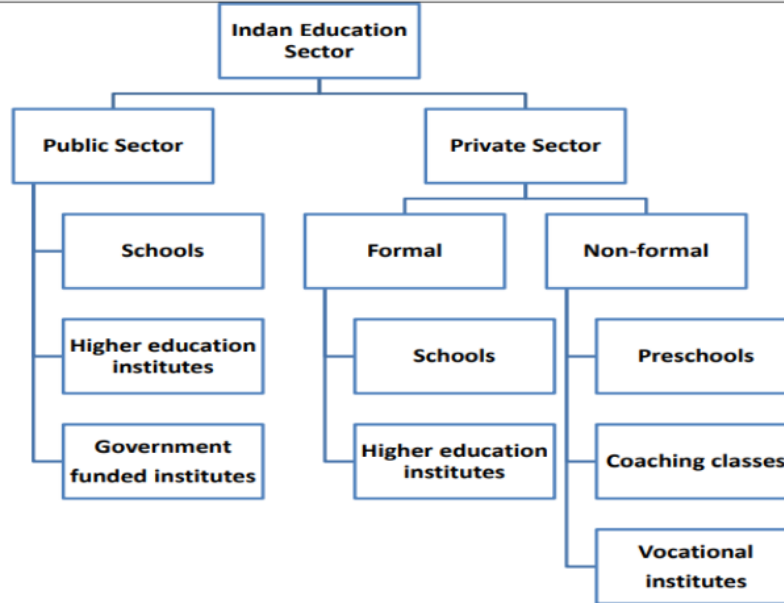 Indan Education
Sector
Public Sector
Private Sector
Schools
Formal
Non-formal
Higher education
institutes
Schools
Preschools
Government
funded institutes
Higher education
institutes
Coaching classes
Vocational
institutes